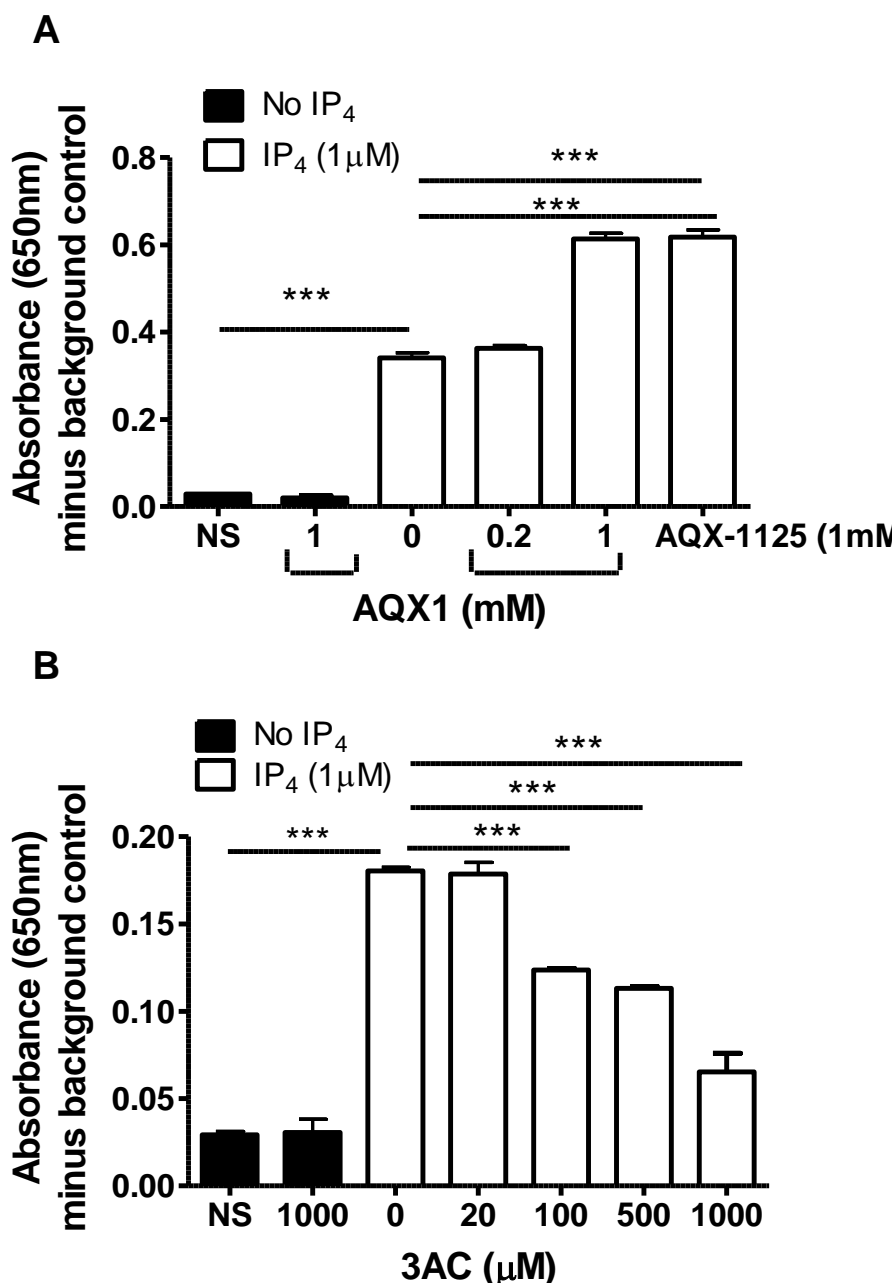 A
No IP₄
IP₄ (1μM)
Absorbance (650nm)
minus background control
0.8
0.6
0.4
0.2
0.0
***
***
***
NS 1 0 0.2 1 AQX-1125 (1mM
AQX1 (mM)
B
No IP₄
IP₄ (1μM)
Absorbance (650nm)
minus background control
0.20
0.15
0.10
0.05
0.00
***
***
***
***
NS 1000 0 20 100 500 1000
3AC (μM)